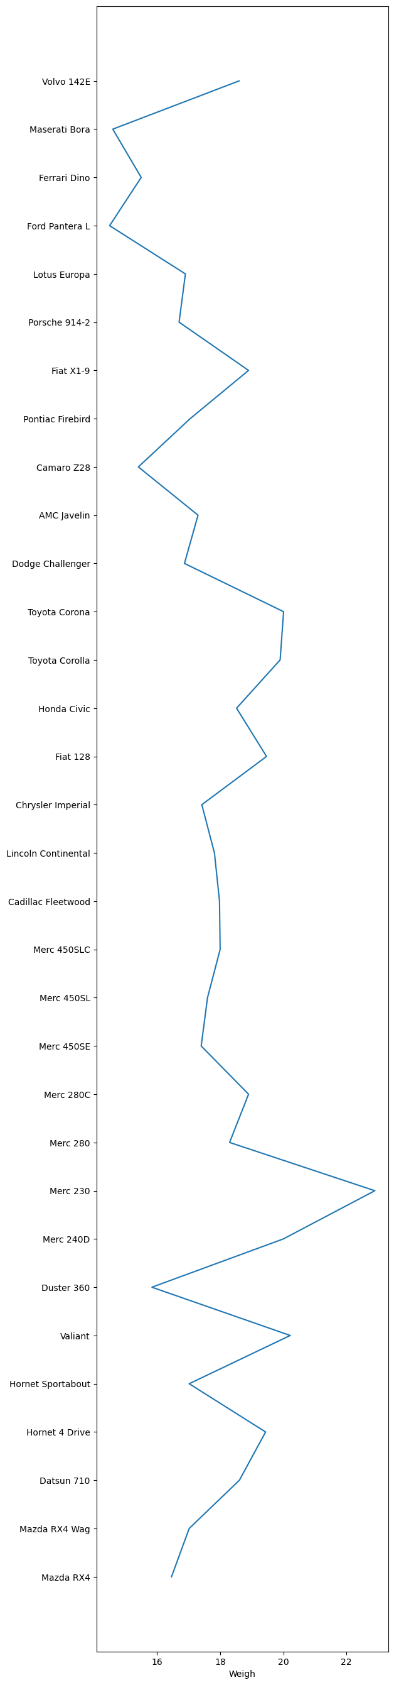 Volvo 142E
Maserati Bora
Ferrari Dino
Ford Pantera L
Lotus Europa
Porsche 914-2
Fiat X1-9
Pontiac Firebird
Camaro Z28
AMC Javelin
Dodge Challenger
Toyota Corona
Toyota Corolla
Honda Civic
Fiat 128
Chrysler Imperial
Lincoln Continental
Cadillac Fleetwood
Merc 450SLC
Merc 450SL
Merc 450SE
Merc 280C
Merc 280
Merc 230
Merc 240D
Duster 360
Valiant
Hornet Sportabout
Hornet 4 Drive
Datsun 710
Mazda RX4 Wag
Mazda RX4
16 18 20 22
Weigh